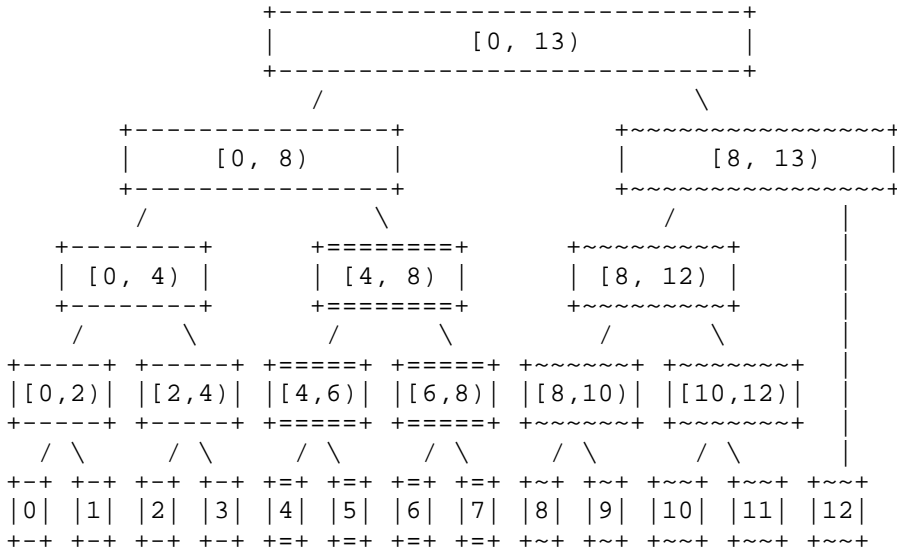 [0, 13)
[0, 8) [8, 13)
[0, 4) [4, 8) [8, 12)
[0,2) [2,4) [4,6) [6,8) [8,10) [10,12)
0 1 2 3 4 5 6 7 8 9 10 11 12